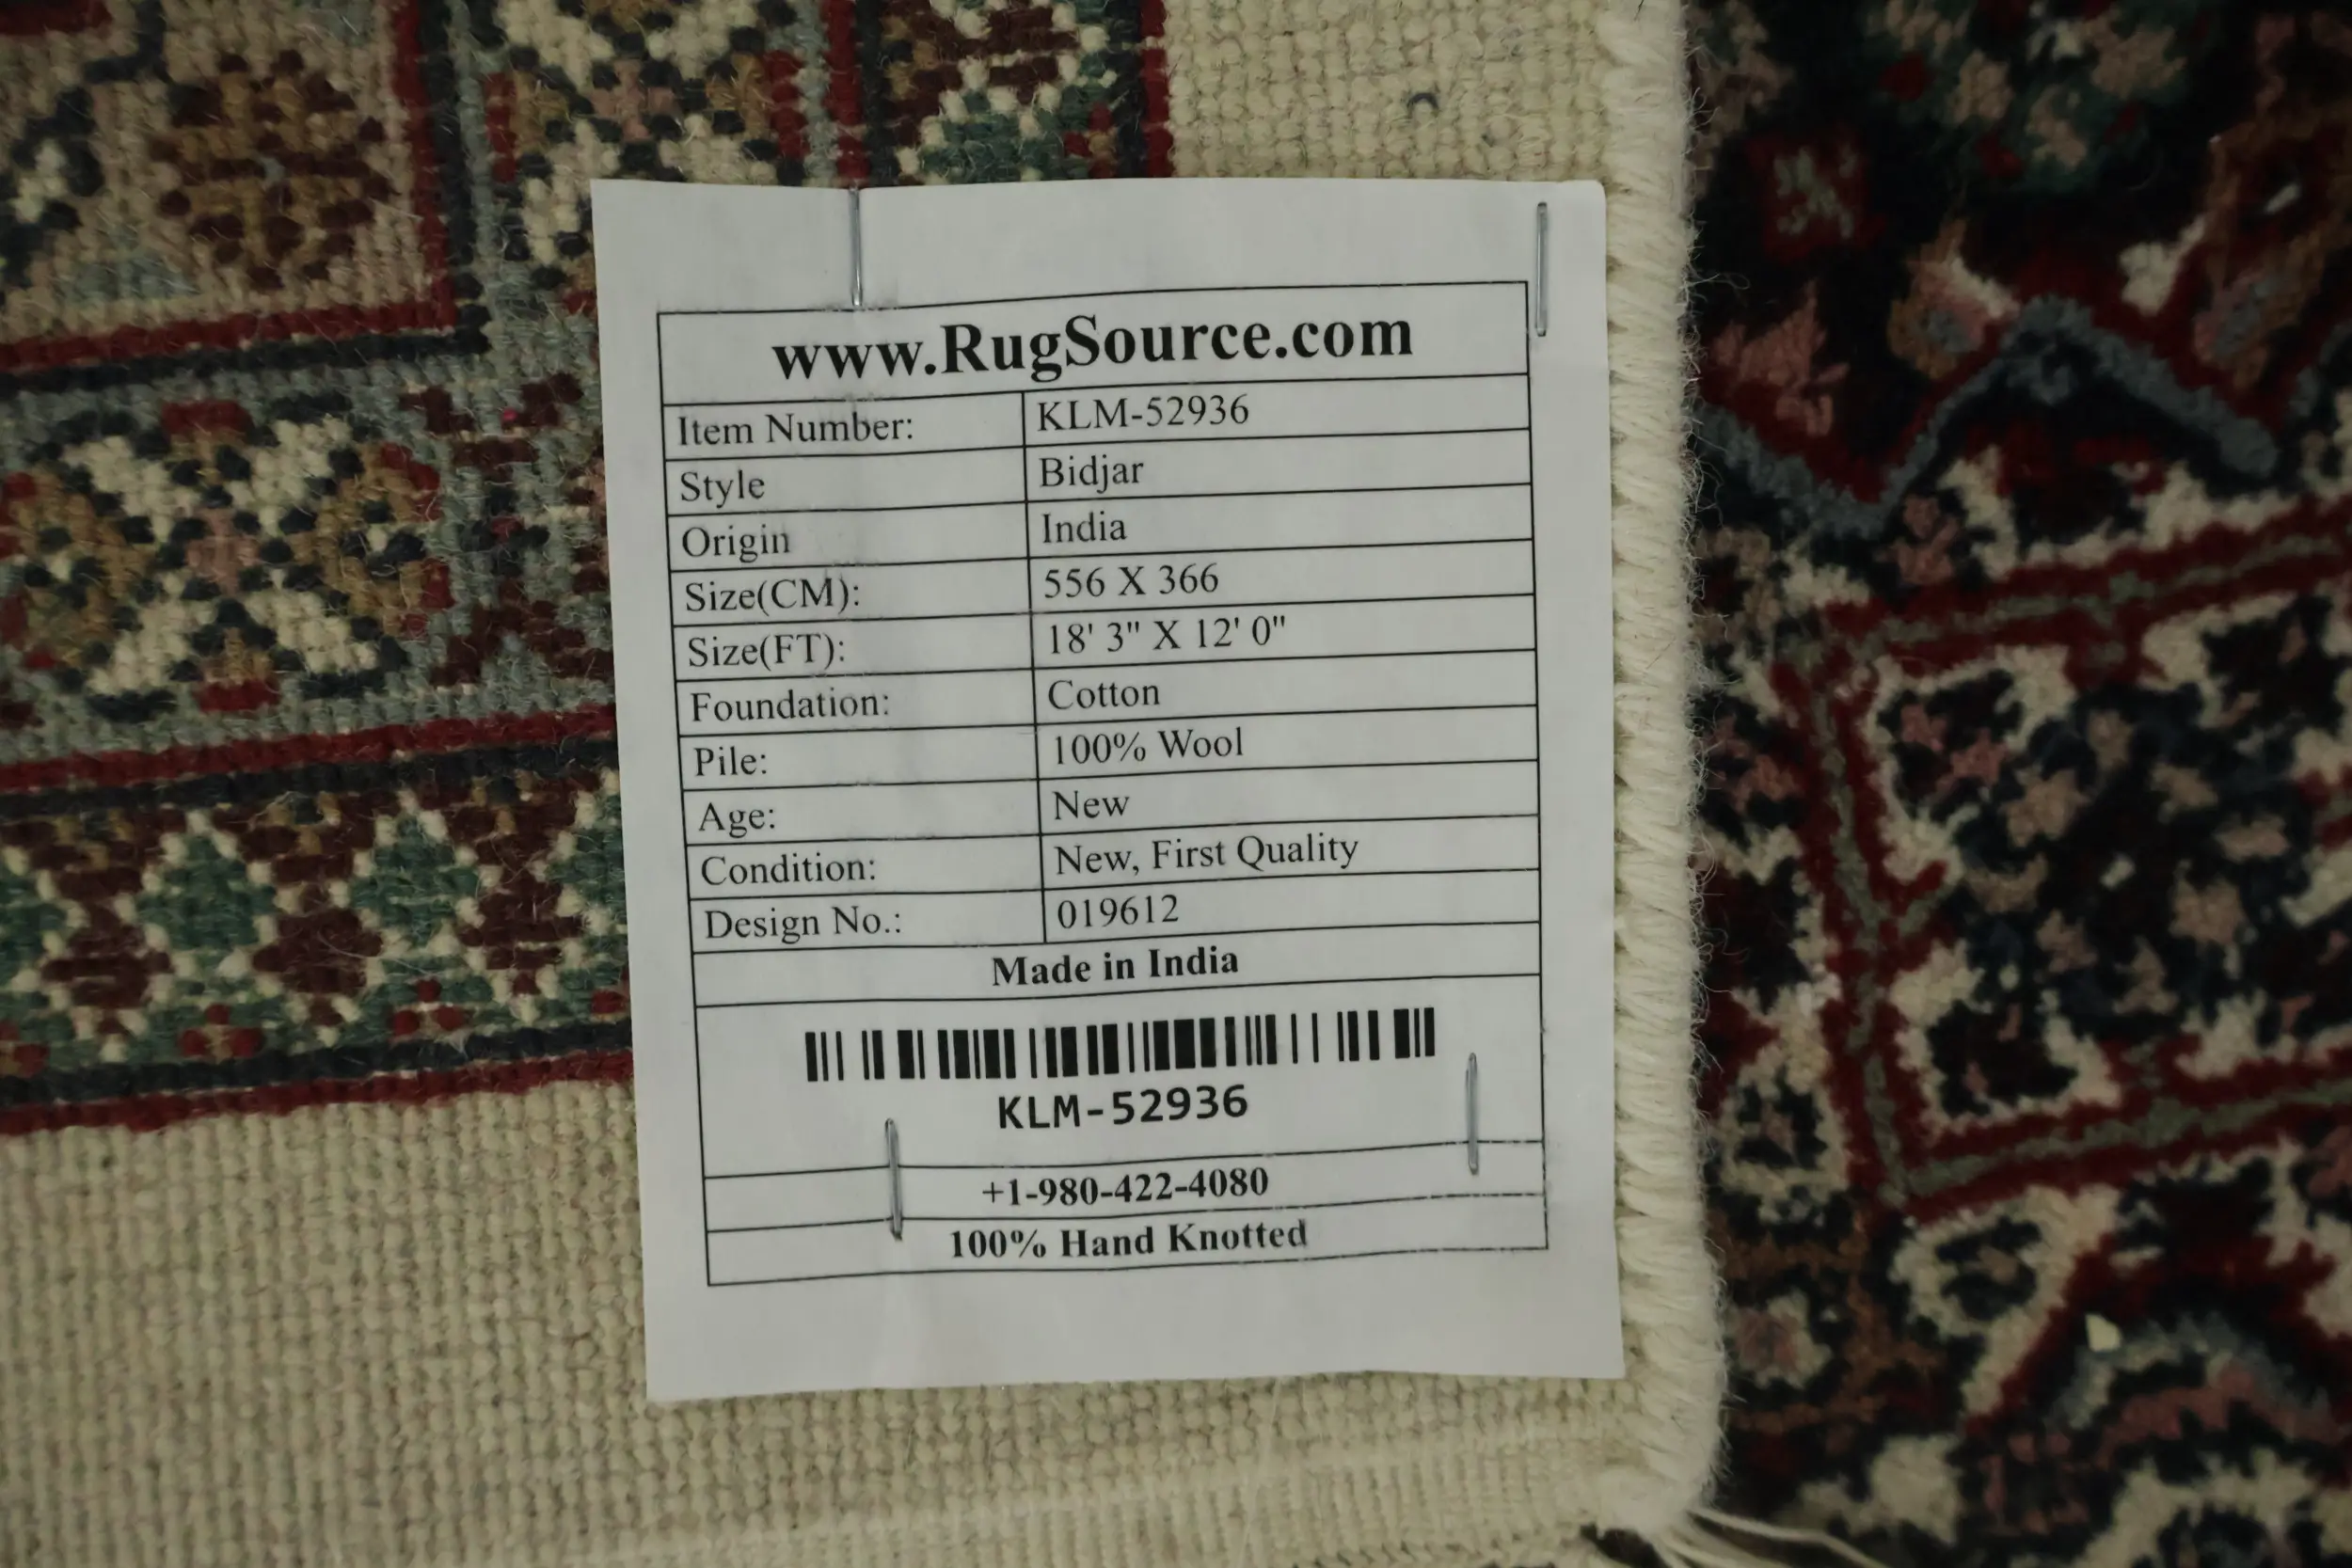 www.RugSource.com
Item Number: KLM-52936
Style Bidjar
Origin India
Size(CM): 556 X 366
Size(FT): 18' 3" X 12' 0"
Foundation: Cotton
Pile: 100% Wool
Age: New
Condition: New, First Quality
Design No.: 019612
Made in India
KLM-52936
+1-980-422-4080
100% Hand Knotted